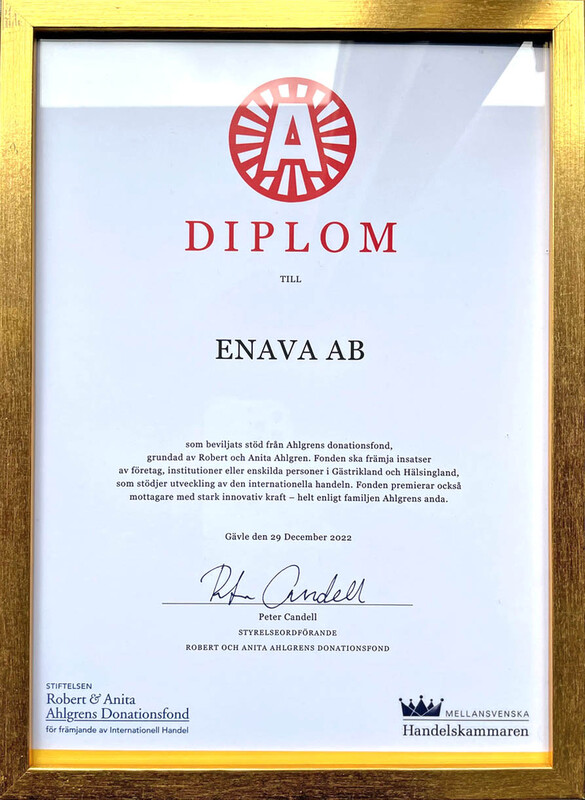 A
DIPLOM
TILL
ENAVA AB
som beviljats stöd från Ahlgrens donationsfond,
grundad av Robert och Anita Ahlgren. Fonden ska främja insatser
av företag, institutioner eller enskilda personer i Gästrikland och Hälsingland,
som stödjer utveckling av den internationella handeln. Fonden premierar också
mottagare med stark innovativ kraft – helt enligt familjen Ahlgrens anda.
Gävle den 29 December 2022
Peter Candell
Peter Candell
STYRELSEORDFÖRANDE
ROBERT OCH ANITA AHLGRENS DONATIONSFOND
STIFTELSEN
Robert & Anita
Ahlgrens Donationsfond
för främjande av Internationell Handel
MELLANSVENSKA
Handelskammaren